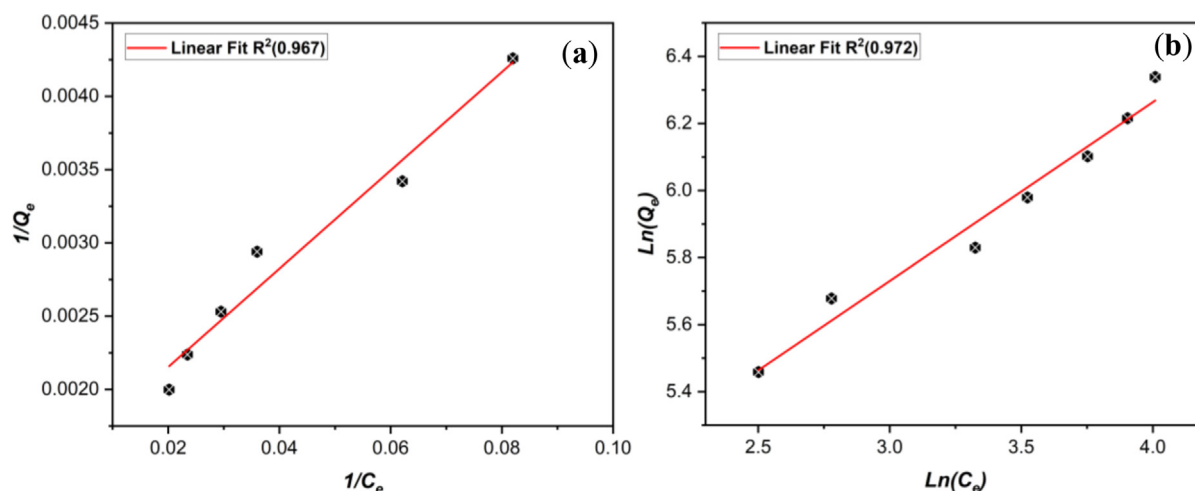 Linear Fit R²(0.967)
(a)
0.0045
0.0040
0.0035
0.0030
0.0025
0.0020
1/Qₑ
0.02
0.04
0.06
0.08
0.10
1/Cₑ
Linear Fit R²(0.972)
(b)
6.4
6.2
6.0
5.8
5.6
5.4
Ln(Qₑ)
2.5
3.0
3.5
4.0
Ln(Cₑ)